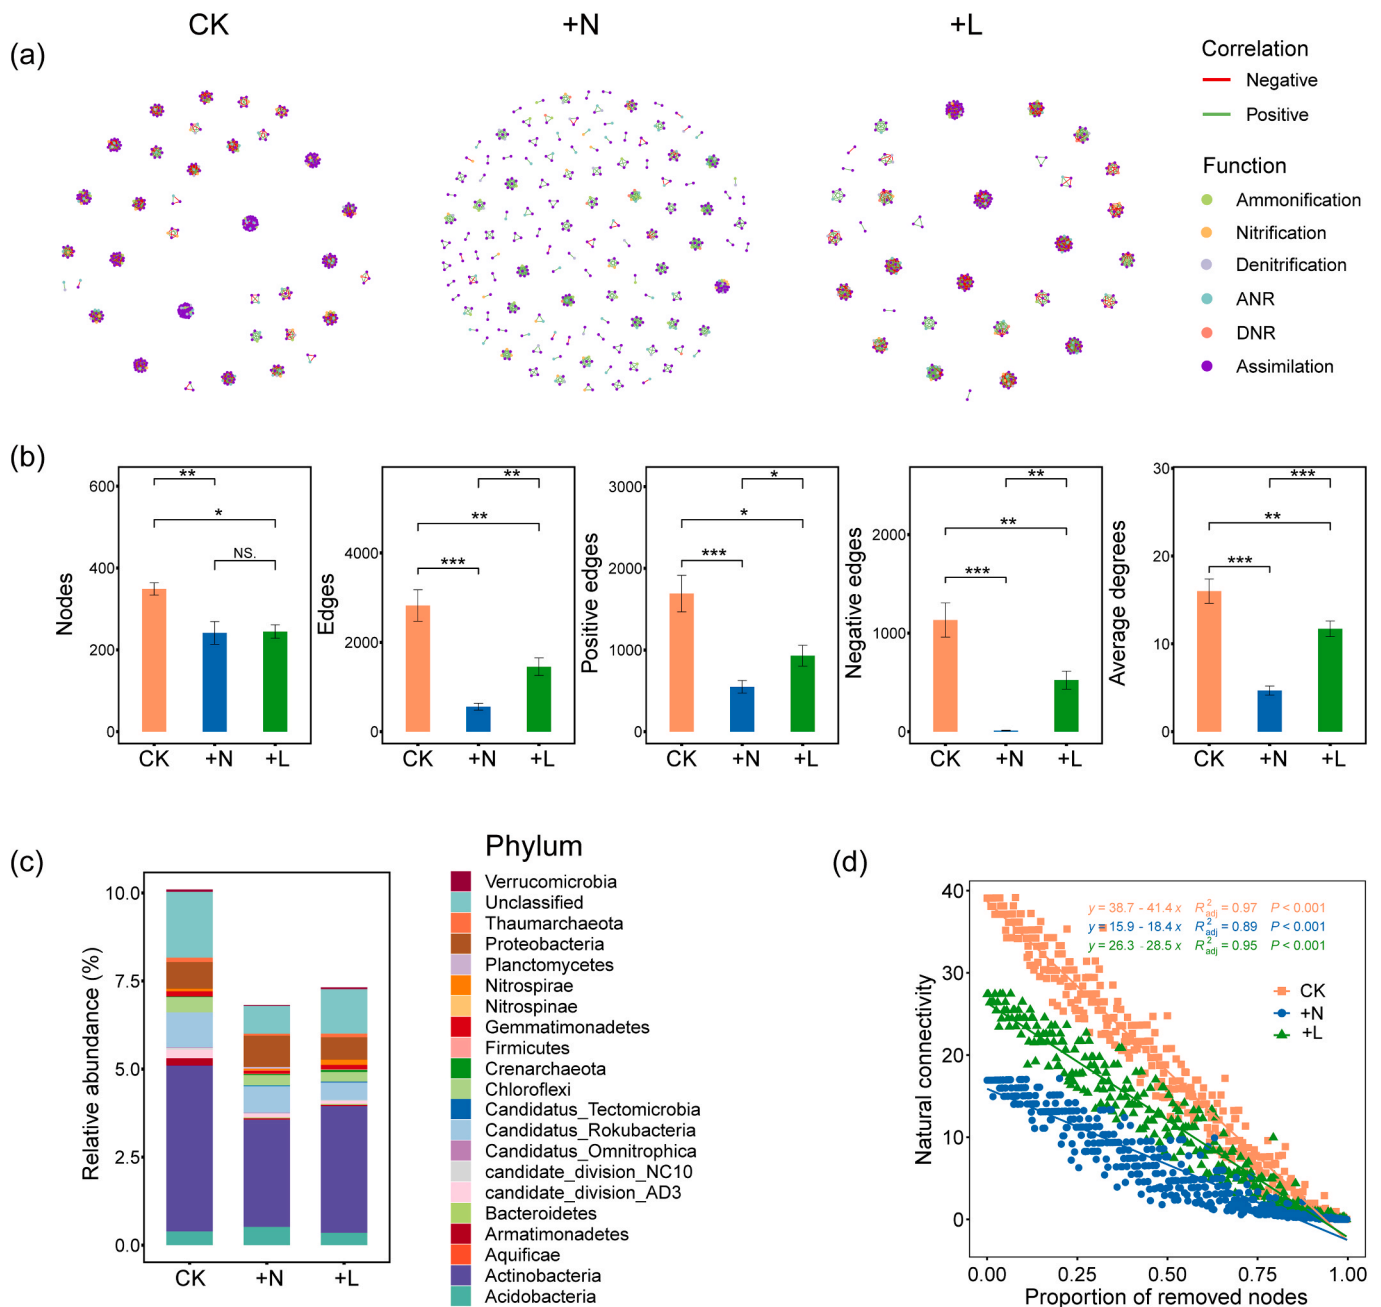 CK
+N
+L
(a)
Correlation
Negative
Positive
Function
Ammonification
Nitrification
Denitrification
ANR
DNR
Assimilation
(b)
Nodes
600
400
200
0
**
*
NS.
CK
+N
+L
Edges
4000
2000
0
**
**
***
CK
+N
+L
Positive edges
3000
2000
1000
0
*
*
***
CK
+N
+L
Negative edges
2000
1000
0
**
**
***
CK
+N
+L
Average degrees
30
20
10
0
***
**
***
CK
+N
+L
(c)
Relative abundance (%)
10.0
7.5
5.0
2.5
0.0
CK
+N
+L
Phylum
Verrucomicrobia
Unclassified
Thaumarchaeota
Proteobacteria
Planctomycetes
Nitrospirae
Nitrospinae
Gemmatimonadetes
Firmicutes
Crenarchaeota
Chloroflexi
Candidatus_Tectomicrobia
Candidatus_Rokubacteria
Candidatus_Omnitrophica
candidate_division_NC10
candidate_division_AD3
Bacteroidetes
Armatimonadetes
Aquificae
Actinobacteria
Acidobacteria
(d)
Natural connectivity
40
30
20
10
0
y = 38.7 - 41.4 x R²adj = 0.97 P < 0.001
y = 15.9 - 18.4 x R²adj = 0.89 P < 0.001
y = 26.3 - 28.5 x R²adj = 0.95 P < 0.001
CK
+N
+L
0.00
0.25
0.50
0.75
1.00
Proportion of removed nodes